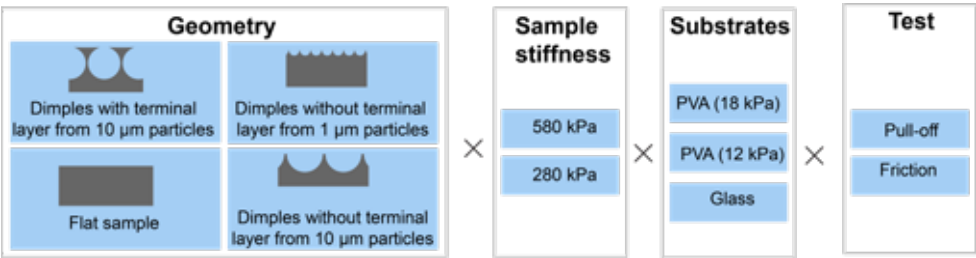 Geometry
Dimples with terminal
layer from 10 µm particles
Dimples without terminal
layer from 1 µm particles
Flat sample
Dimples without terminal
layer from 10 µm particles
×
Sample
stiffness
580 kPa
280 kPa
×
Substrates
PVA (18 kPa)
PVA (12 kPa)
Glass
×
Test
Pull-off
Friction